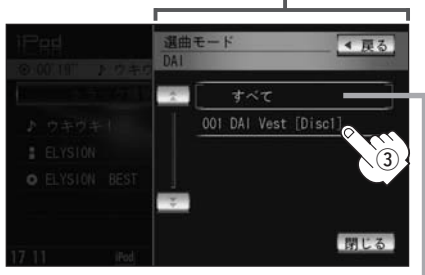 iPod
00'18" ♪ ウキウ
♪ ウキウキ!
ELYSION
ELYSION BEST
17 11 iPod
選曲モード
DAI
◀ 戻る
すべて
001 DAI Vest [Disc1]
③
閉じる